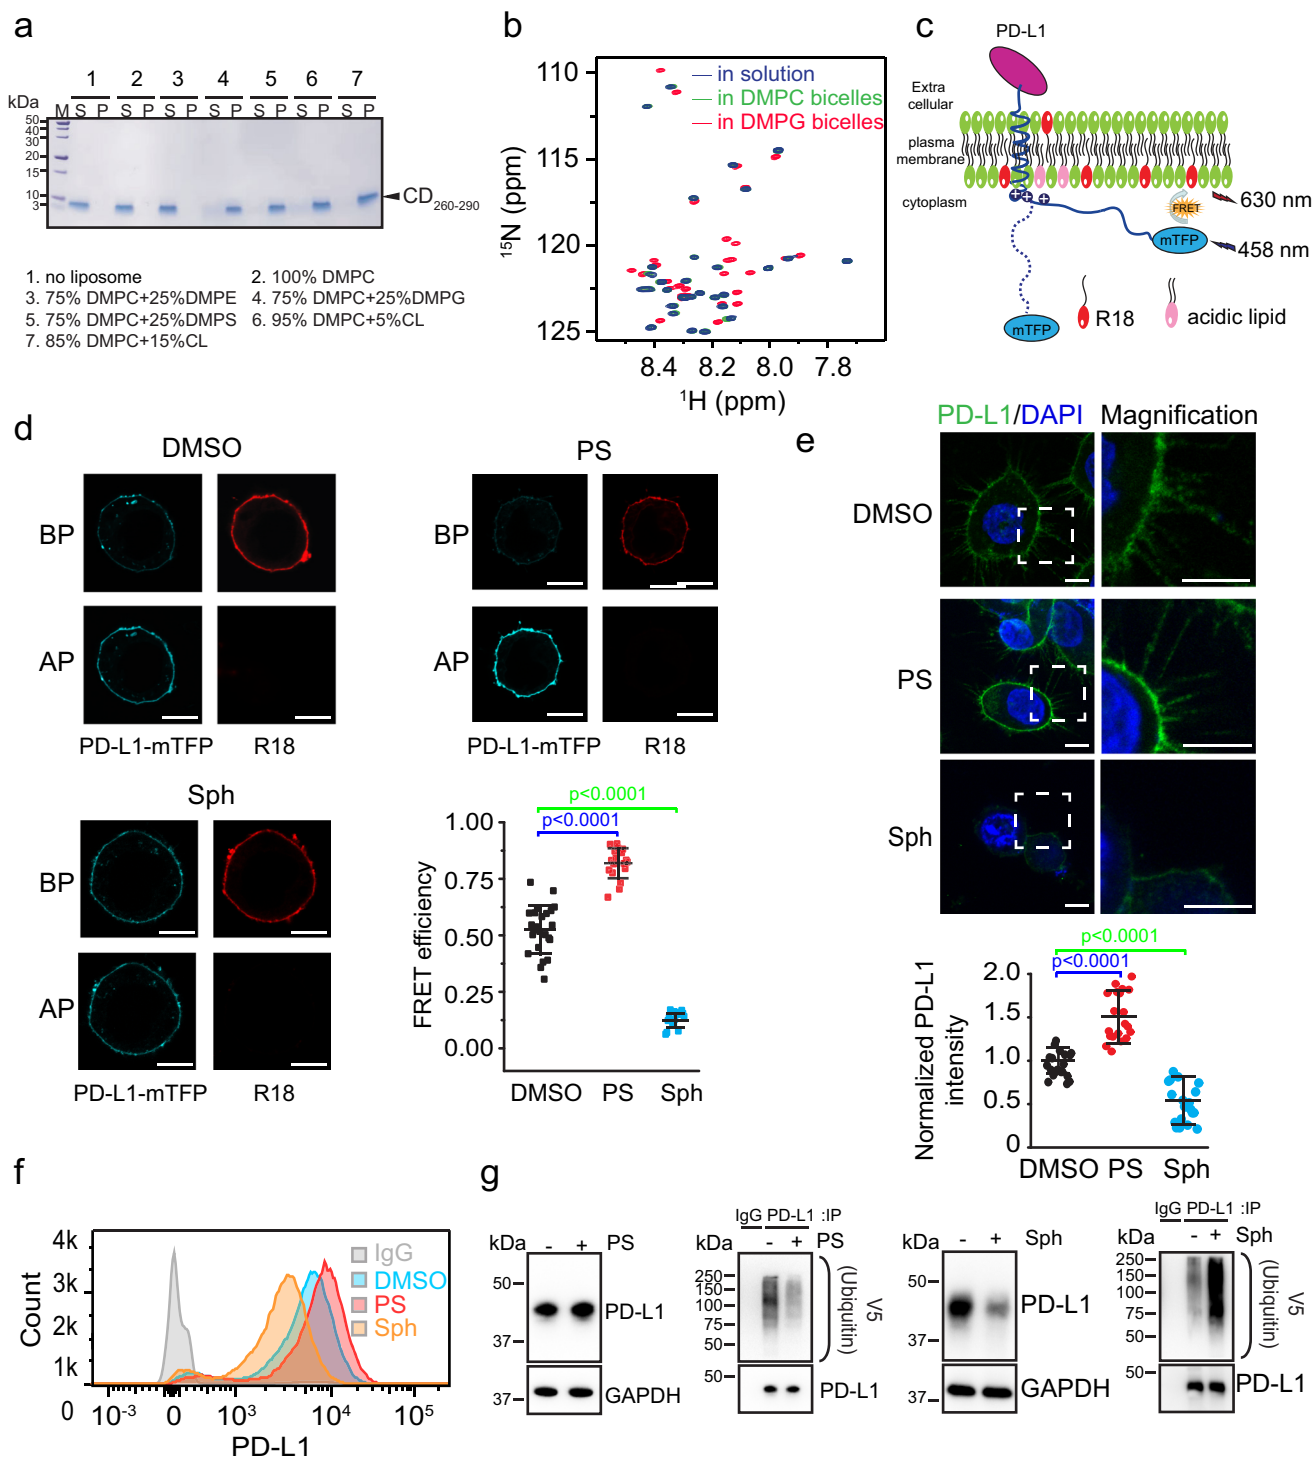 a
1 2 3 4 5 6 7
kDa
M S P S P S P S P S P S P S P
50
40
30
20
15
10
3
CD260-290
1. no liposome
2. 100% DMPC
3. 75% DMPC+25%DMPE
4. 75% DMPC+25%DMPG
5. 75% DMPC+25%DMPS
6. 95% DMPC+5%CL
7. 85% DMPC+15%CL
b
in solution
in DMPC bicelles
in DMPG bicelles
110
115
120
125
15N (ppm)
8.4 8.2 8.0 7.8
1H (ppm)
c
PD-L1
Extra
cellular
plasma
membrane
cytoplasm
+ + +
FRET
630 nm
mTFP
458 nm
mTFP
R18
acidic lipid
d
DMSO
BP
AP
PD-L1-mTFP R18
PS
BP
AP
PD-L1-mTFP R18
Sph
BP
AP
PD-L1-mTFP R18
p<0.0001
p<0.0001
1.00
0.75
0.50
0.25
0.00
FRET efficiency
DMSO PS Sph
e
PD-L1/DAPI Magnification
DMSO
PS
Sph
p<0.0001
p<0.0001
2.0
1.5
1.0
0.5
0
Normalized PD-L1
intensity
DMSO PS Sph
f
4k
3k
2k
1k
0
Count
IgG
DMSO
PS
Sph
10-3 0 103 104 105
PD-L1
g
kDa - + PS
50
37
PD-L1
37
GAPDH
IgG PD-L1 :IP
kDa - + PS
250
150
100
75
50
V5
(Ubiquitin)
50
37
PD-L1
kDa - + Sph
50
37
PD-L1
37
GAPDH
IgG PD-L1 :IP
kDa - + Sph
250
150
100
75
50
V5
(Ubiquitin)
50
PD-L1